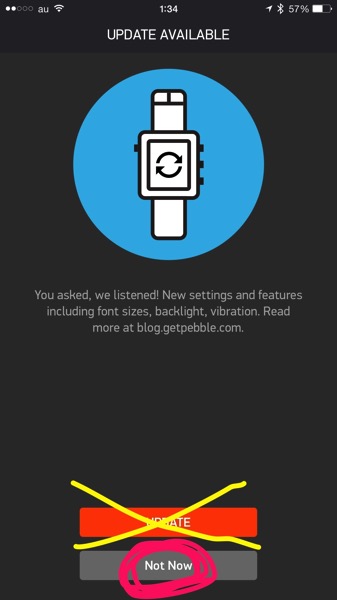 au 1:34 57%
UPDATE AVAILABLE
You asked, we listened! New settings and features
including font sizes, backlight, vibration. Read
more at blog.getpebble.com.
UPDATE
Not Now